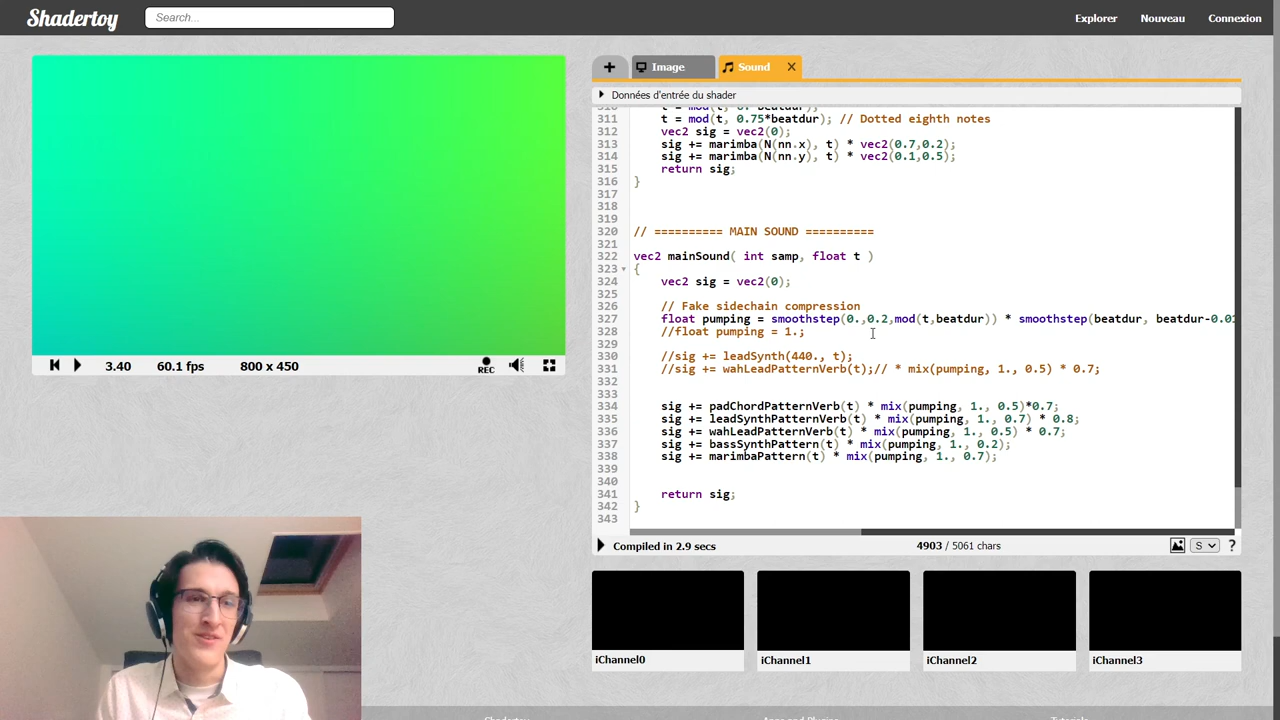 Shadertoy
Search...
Explorer
Nouveau
Connexion
Image
Sound
Données d'entrée du shader
311 t = mod(t, 0.75*beatdur); // Dotted eighth notes
312 vec2 sig = vec2(0);
313 sig += marimba(N(nn.x), t) * vec2(0.7,0.2);
314 sig += marimba(N(nn.y), t) * vec2(0.1,0.5);
315 return sig;
316 }
317
318
319
320 // ========== MAIN SOUND ==========
321
322 vec2 mainSound( int samp, float t )
323 {
324 vec2 sig = vec2(0);
325
326 // Fake sidechain compression
327 float pumping = smoothstep(0.,0.2,mod(t,beatdur)) * smoothstep(beatdur, beatdur-0.01
328 //float pumping = 1.;
329
330 //sig += leadSynth(440., t);
331 //sig += wahLeadPatternVerb(t);// * mix(pumping, 1., 0.5) * 0.7;
332
333
334 sig += padChordPatternVerb(t) * mix(pumping, 1., 0.5)*0.7;
335 sig += leadSynthPatternVerb(t) * mix(pumping, 1., 0.7) * 0.8;
336 sig += wahLeadPatternVerb(t) * mix(pumping, 1., 0.5) * 0.7;
337 sig += bassSynthPattern(t) * mix(pumping, 1., 0.2);
338 sig += marimbaPattern(t) * mix(pumping, 1., 0.7);
339
340
341 return sig;
342 }
343
3.40
60.1 fps
800 x 450
REC
Compiled in 2.9 secs
4903 / 5061 chars
S
?
iChannel0
iChannel1
iChannel2
iChannel3